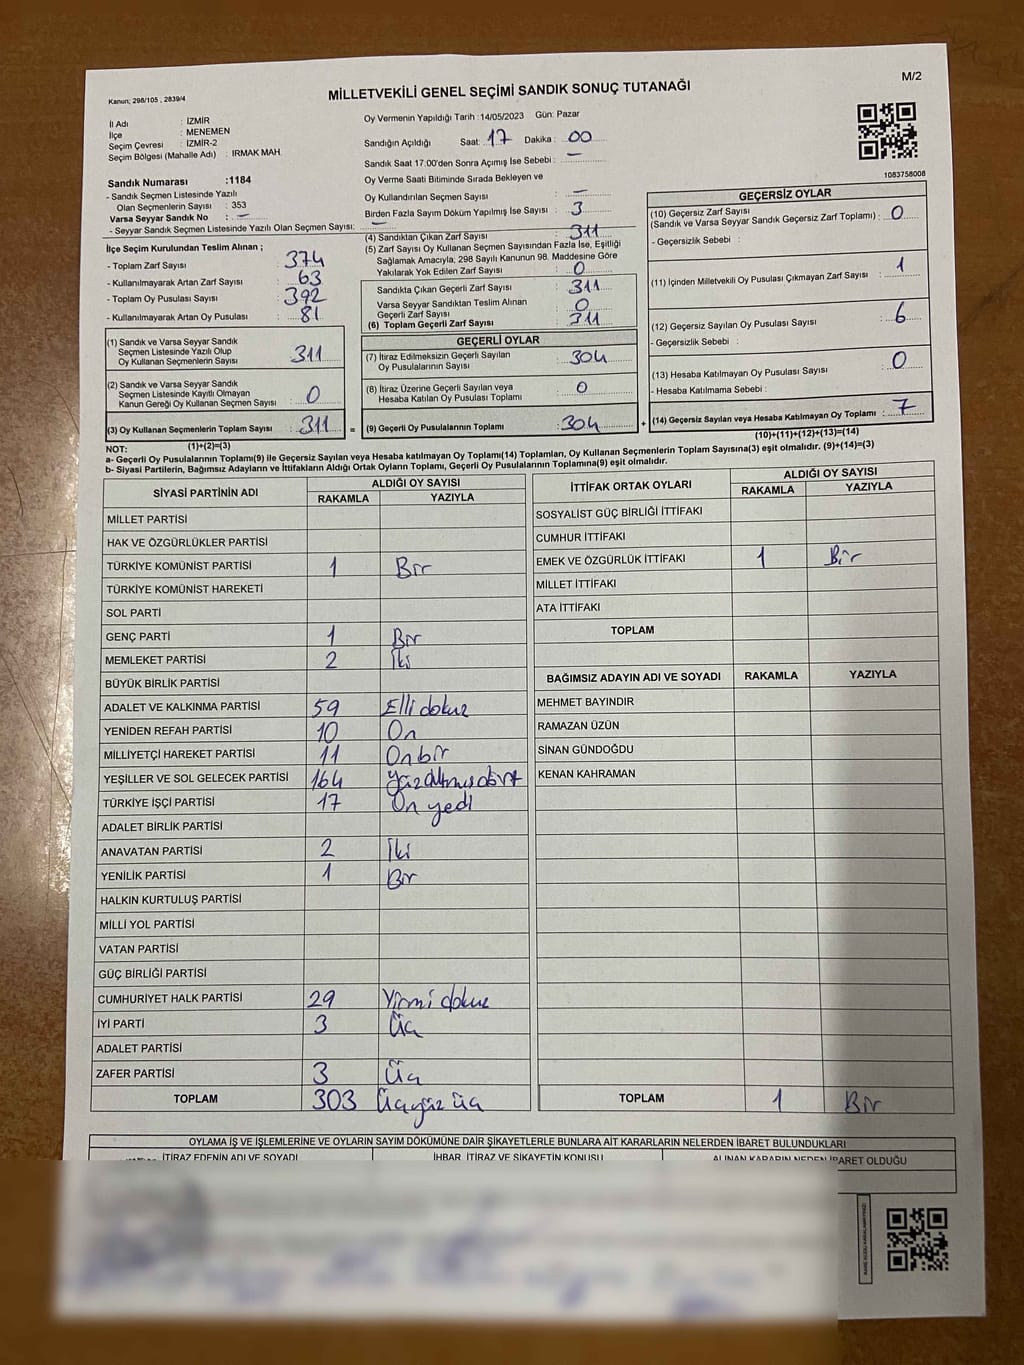 M/2
Kanun, 298/105 , 2839/4
MİLLETVEKİLİ GENEL SEÇİMİ SANDIK SONUÇ TUTANAĞI
İl Adı : İZMİR
İlçe : MENEMEN
Seçim Çevresi : İZMİR-2
Seçim Bölgesi (Mahalle Adı) : IRMAK MAH.
Oy Vermenin Yapıldığı Tarih :14/05/2023 Gün: Pazar
Sandığın Açıldığı Saat: 17 Dakika : 00
Sandık Saat 17.00'den Sonra Açımış İse Sebebi : –
Oy Verme Saati Bitiminde Sırada Bekleyen ve
Oy Kullandırılan Seçmen Sayısı : –
Birden Fazla Sayım Döküm Yapılmış İse Sayısı : 3
1083758008
Sandık Numarası :1184
- Sandık Seçmen Listesinde Yazılı
Olan Seçmenlerin Sayısı : 353
Varsa Seyyar Sandık No : –
- Seyyar Sandık Seçmen Listesinde Yazılı Olan Seçmen Sayısı: –
İlçe Seçim Kurulundan Teslim Alınan ;
- Toplam Zarf Sayısı : 374
- Kullanılmayarak Artan Zarf Sayısı : 63
- Toplam Oy Pusulası Sayısı : 392
- Kullanılmayarak Artan Oy Pusulası : 81
(1) Sandık ve Varsa Seyyar Sandık
Seçmen Listesinde Yazılı Olup
Oy Kullanan Seçmenlerin Sayısı : 311
(2) Sandık ve Varsa Seyyar Sandık
Seçmen Listesinde Kayıtlı Olmayan
Kanun Gereği Oy Kullanan Seçmen Sayısı : 0
(3) Oy Kullanan Seçmenlerin Toplam Sayısı : 311
(1)+(2)=(3)
(4) Sandıktan Çıkan Zarf Sayısı : 311
(5) Zarf Sayısı Oy Kullanan Seçmen Sayısından Fazla İse, Eşitliği
Sağlamak Amacıyla; 298 Sayılı Kanunun 98. Maddesine Göre
Yakılarak Yok Edilen Zarf Sayısı : 0
Sandıkta Çıkan Geçerli Zarf Sayısı : 311
Varsa Seyyar Sandıktan Teslim Alınan
Geçerli Zarf Sayısı : 0
(6) Toplam Geçerli Zarf Sayısı : 311
GEÇERLİ OYLAR
(7) İtiraz Edilmeksizin Geçerli Sayılan
Oy Pusulalarının Sayısı : 304
(8) İtiraz Üzerine Geçerli Sayılan veya
Hesaba Katılan Oy Pusulası Toplamı : 0
= (9) Geçerli Oy Pusulalarının Toplamı : 304
GEÇERSİZ OYLAR
(10) Geçersiz Zarf Sayısı
(Sandık ve Varsa Seyyar Sandık Geçersiz Zarf Toplamı) : 0
- Geçersizlik Sebebi :
(11) İçinden Milletvekili Oy Pusulası Çıkmayan Zarf Sayısı : 1
(12) Geçersiz Sayılan Oy Pusulası Sayısı : 6
- Geçersizlik Sebebi :
(13) Hesaba Katılmayan Oy Pusulası Sayısı : 0
- Hesaba Katılmama Sebebi :
+ (14) Geçersiz Sayılan veya Hesaba Katılmayan Oy Toplamı : 7
(10)+(11)+(12)+(13)=(14)
NOT:
a- Geçerli Oy Pusulalarının Toplamı(9) ile Geçersiz Sayılan veya Hesaba katılmayan Oy Toplamı(14) Toplamları, Oy Kullanan Seçmenlerin Toplam Sayısına(3) eşit olmalıdır. (9)+(14)=(3)
b- Siyasi Partilerin, Bağımsız Adayların ve İttifakların Aldığı Ortak Oyların Toplamı, Geçerli Oy Pusulalarının Toplamına(9) eşit olmalıdır.
SİYASİ PARTİNİN ADI ALDIĞI OY SAYISI
RAKAMLA YAZIYLA
MİLLET PARTİSİ
HAK VE ÖZGÜRLÜKLER PARTİSİ
TÜRKİYE KOMÜNİST PARTİSİ 1 Bir
TÜRKİYE KOMÜNİST HAREKETİ
SOL PARTİ
GENÇ PARTİ 1 Bir
MEMLEKET PARTİSİ 2 İki
BÜYÜK BİRLİK PARTİSİ
ADALET VE KALKINMA PARTİSİ 59 Elli dokuz
YENİDEN REFAH PARTİSİ 10 On
MİLLİYETÇİ HAREKET PARTİSİ 11 On bir
YEŞİLLER VE SOL GELECEK PARTİSİ 164 Yüz altmış dört
TÜRKİYE İŞÇİ PARTİSİ 17 On yedi
ADALET BİRLİK PARTİSİ
ANAVATAN PARTİSİ 2 İki
YENİLİK PARTİSİ 1 Bir
HALKIN KURTULUŞ PARTİSİ
MİLLİ YOL PARTİSİ
VATAN PARTİSİ
GÜÇ BİRLİĞİ PARTİSİ
CUMHURİYET HALK PARTİSİ 29 Yirmi dokuz
İYİ PARTİ 3 Üç
ADALET PARTİSİ
ZAFER PARTİSİ 3 Üç
TOPLAM 303 Üçyüz üç
İTTİFAK ORTAK OYLARI ALDIĞI OY SAYISI
RAKAMLA YAZIYLA
SOSYALİST GÜÇ BİRLİĞİ İTTİFAKI
CUMHUR İTTİFAKI
EMEK VE ÖZGÜRLÜK İTTİFAKI 1 Bir
MİLLET İTTİFAKI
ATA İTTİFAKI
TOPLAM
BAĞIMSIZ ADAYIN ADI VE SOYADI RAKAMLA YAZIYLA
MEHMET BAYINDIR
RAMAZAN ÜZÜN
SİNAN GÜNDOĞDU
KENAN KAHRAMAN
TOPLAM 1 Bir
OYLAMA İŞ VE İŞLEMLERİNE VE OYLARIN SAYIM DÖKÜMÜNE DAİR ŞİKAYETLERLE BUNLARA AİT KARARLARIN NELERDEN İBARET BULUNDUKLARI
İTİRAZ EDENİN ADI VE SOYADI İHBAR, İTİRAZ VE ŞİKAYETİN KONUSU ALINAN KARARIN NEDEN İBARET OLDUĞU